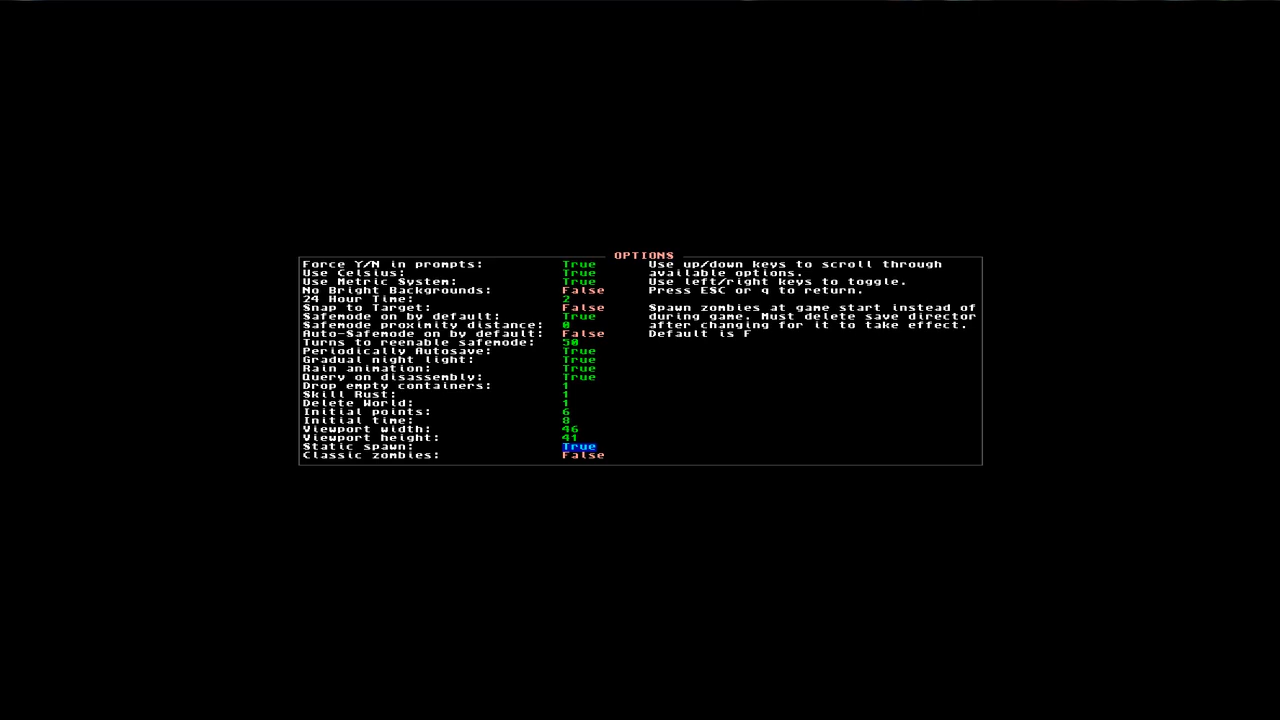 OPTIONS
Force Y/N in prompts: True
Use Celsius: True
Use Metric System: True
No Bright Backgrounds: False
24 Hour Time: 2
Snap to Target: False
Safemode on by default: True
Safemode proximity distance: 0
Auto-Safemode on by default: False
Turns to reenable safemode: 50
Periodically Autosave: True
Gradual night light: True
Rain animation: True
Query on disassembly: True
Drop empty containers: 1
Skill Rust: 1
Delete World: 1
Initial points: 6
Initial time: 8
Viewport width: 46
Viewport height: 41
Static spawn: True
Classic zombies: False
Use up/down keys to scroll through
available options.
Use left/right keys to toggle.
Press ESC or q to return.
Spawn zombies at game start instead of
during game. Must delete save director
after changing for it to take effect.
Default is F